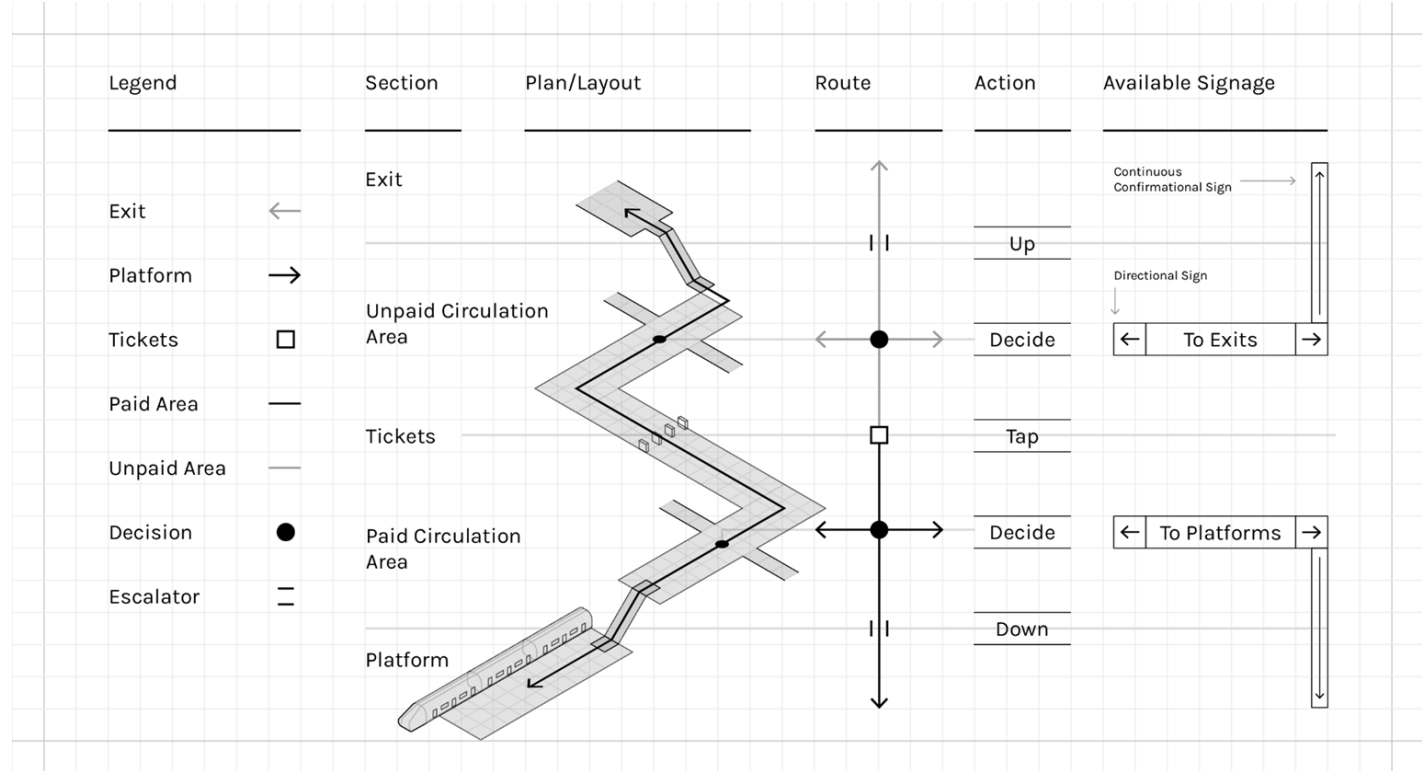 Legend
Section
Plan/Layout
Route
Action
Available Signage
Exit
Platform
Tickets
Paid Area
Unpaid Area
Decision
Escalator
Exit
Unpaid Circulation
Area
Tickets
Paid Circulation
Area
Platform
Up
Decide
Tap
Decide
Down
Continuous
Confirmational Sign
Directional Sign
To Exits
To Platforms